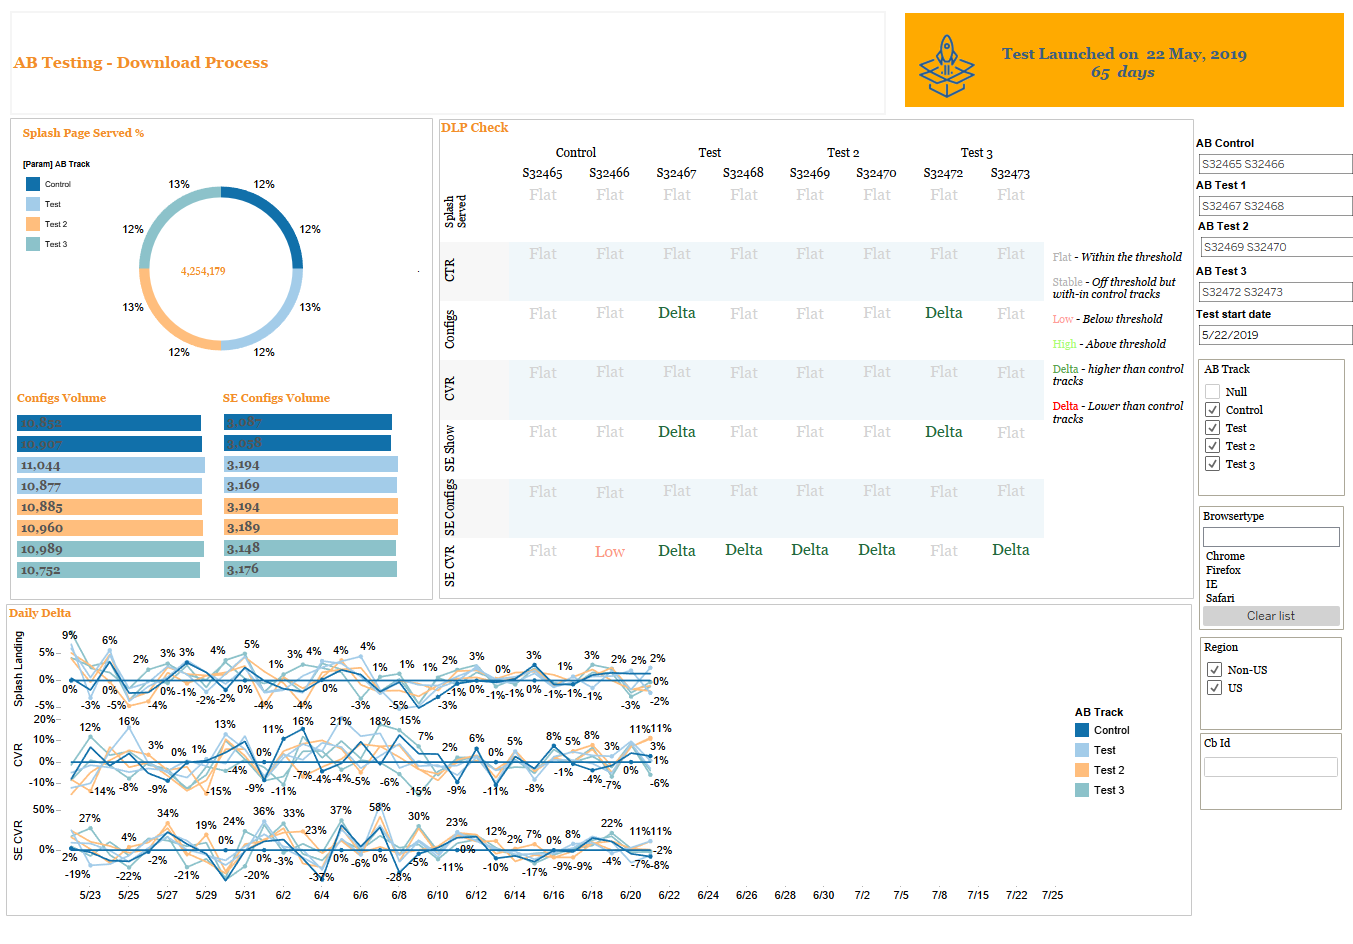 AB Testing - Download Process
Test Launched on 22 May, 2019
65 days
Splash Page Served %
[Param] AB Track
Control
Test
Test 2
Test 3
13%
12%
12%
12%
4,254,179
13%
13%
12%
12%
Configs Volume
11,044
10,877
10,885
10,960
10,989
10,752
SE Configs Volume
3,194
3,169
3,194
3,189
3,148
3,176
DLP Check
Control Test Test 2 Test 3
S32465 S32466 S32467 S32468 S32469 S32470 S32472 S32473
Splash Served Flat Flat Flat Flat Flat Flat Flat Flat
CTR Flat Flat Flat Flat Flat Flat Flat Flat
Configs Flat Flat Delta Flat Flat Flat Delta Flat
CVR Flat Flat Flat Flat Flat Flat Flat Flat
SE Show Flat Flat Delta Flat Flat Flat Delta Flat
SE Configs Flat Flat Flat Flat Flat Flat Flat Flat
SE CVR Flat Low Delta Delta Delta Delta Flat Delta
Flat - Within the threshold
Stable - Off threshold but
with-in control tracks
Low - Below threshold
High - Above threshold
Delta - higher than control
tracks
Delta - Lower than control
tracks
AB Control
S32465 S32466
AB Test 1
S32467 S32468
AB Test 2
S32469 S32470
AB Test 3
S32472 S32473
Test start date
5/22/2019
AB Track
Null
Control
Test
Test 2
Test 3
Browsertype
Chrome
Firefox
IE
Safari
Clear list
Region
Non-US
US
Cb Id
Daily Delta
Splash Landing
5%
0%
-5%
9% 6% 2% 3% 3% 4% 5% 1% 3% 4% 4% 4% 1% 1% 1% 2% 3% 0% 3% 1% 3% 2% 2% 2%
0% -3% 0% -5% -4% 0% -1% -2% -2% 0% -4% -4% 0% -3% -5% -3% -1% 0% -1% -1% 0% -1% -1% -1% -3% 0% -2%
CVR
20%
10%
0%
-10%
12% 16% 3% 0% 1% 13% 0% 11% 16% 21% 18% 15% 7% 2% 6% 0% 5% 8% 5% 8% 11% 11% 3% 1%
-14% -8% -9% -15% -4% -9% -11% -7% -4% -4% -5% -6% -15% -9% -11% -8% -1% -4% -7% 0% -6%
SE CVR
50%
0%
27% 4% 34% 19% 24% 0% 36% 33% 23% 37% 58% 30% 23% 12% 2% 7% 0% 8% 22% 11% 11%
2% -19% -22% -2% -21% -20% 0% -3% -37% -6% 0% -28% -5% -11% 0% -10% -17% -9% -9% -4% -7% -2% -8%
5/23 5/25 5/27 5/29 5/31 6/2 6/4 6/6 6/8 6/10 6/12 6/14 6/16 6/18 6/20 6/22 6/24 6/26 6/28 6/30 7/2 7/5 7/8 7/15 7/22 7/25
AB Track
Control
Test
Test 2
Test 3